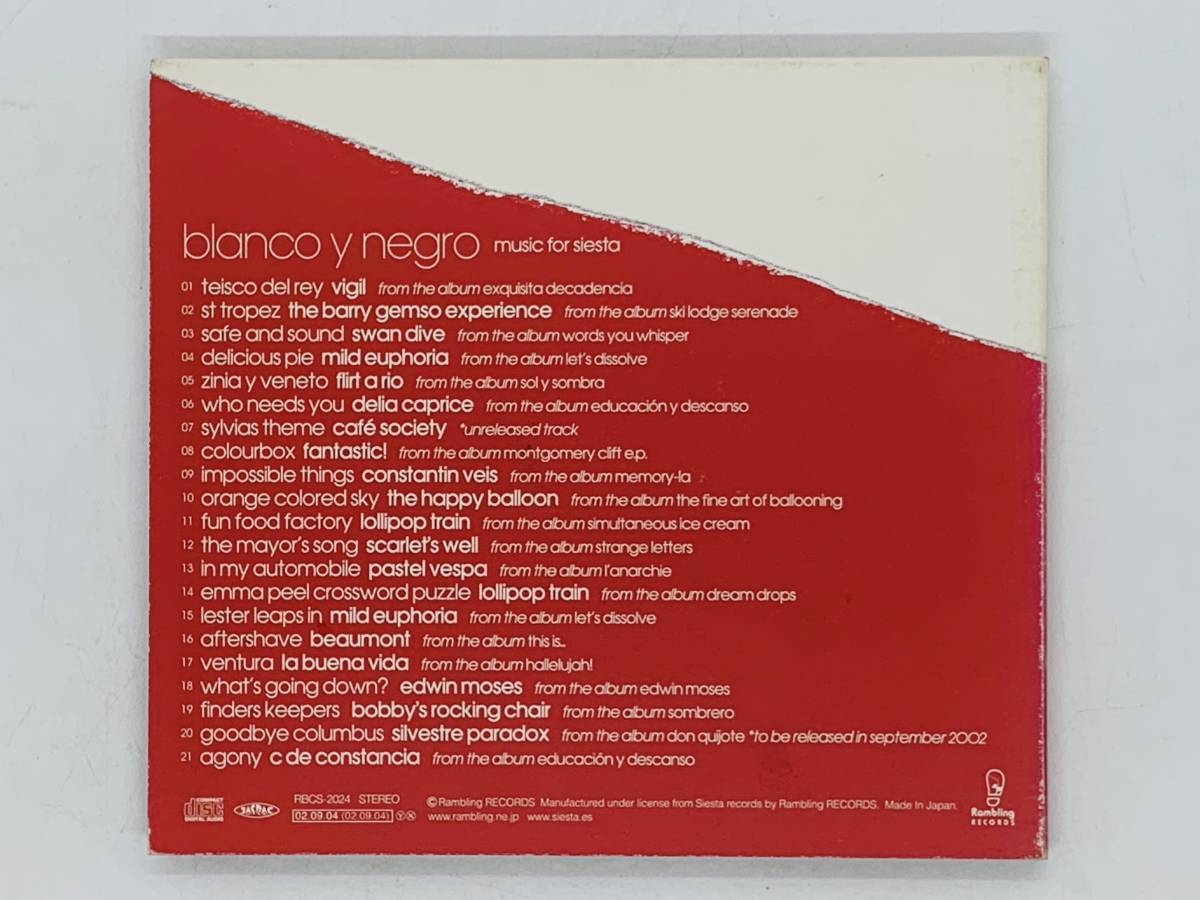 blanco y negro music for siesta
01 teisco del rey vigil from the album exquisita decadencia
02 st tropez the barry gemso experience from the album ski lodge serenade
03 safe and sound swan dive from the album words you whisper
04 delicious pie mild euphoria from the album let's dissolve
05 zinia y veneto flirt a rio from the album sol y sombra
06 who needs you delia caprice from the album educación y descanso
07 sylvias theme café society *unreleased track
08 colourbox fantastic! from the album montgomery clift e.p.
09 impossible things constantin veis from the album memory-la
10 orange colored sky the happy balloon from the album the fine art of ballooning
11 fun food factory lollipop train from the album simultaneous ice cream
12 the mayor's song scarlet's well from the album strange letters
13 in my automobile pastel vespa from the album l'anarchie
14 emma peel crossword puzzle lollipop train from the album dream drops
15 lester leaps in mild euphoria from the album let's dissolve
16 aftershave beaumont from the album this is...
17 ventura la buena vida from the album hallelujah!
18 what's going down? edwin moses from the album edwin moses
19 finders keepers bobby's rocking chair from the album sombrero
20 goodbye columbus silvestre paradox from the album don quijote *to be released in september 2002
21 agony c de constancia from the album educación y descanso
COMPACT disc DIGITAL AUDIO
JASRAC
RBCS-2024 STEREO
02.09.04 (02.09.04) Ⓨ Ⓧ
©Rambling RECORDS Manufactured under license from Siesta records by Rambling RECORDS. Made In Japan.
www.rambling.ne.jp www.siesta.es
Rambling
RECORDS